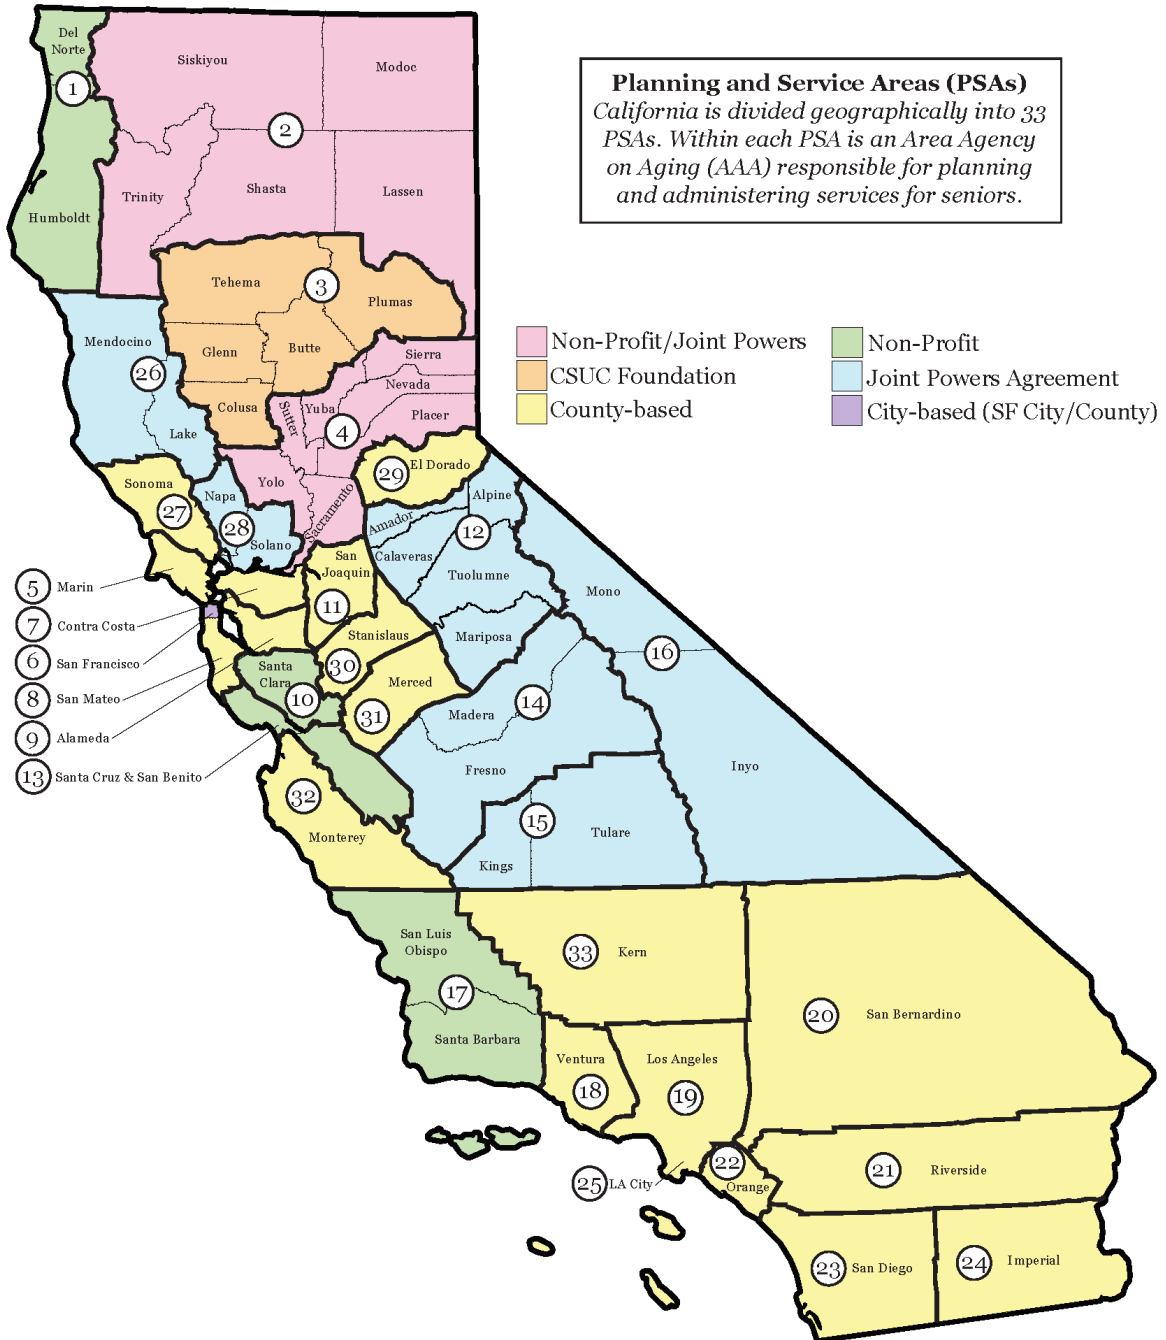 Planning and Service Areas (PSAs)
California is divided geographically into 33
PSAs. Within each PSA is an Area Agency
on Aging (AAA) responsible for planning
and administering services for seniors.
Non-Profit/Joint Powers
CSUC Foundation
County-based
Non-Profit
Joint Powers Agreement
City-based (SF City/County)
Del
Norte
1
Humboldt
Siskiyou
Modoc
2
Trinity
Shasta
Lassen
Tehema
3
Plumas
Glenn
Butte
Colusa
Mendocino
26
Lake
Sierra
Nevada
Sutter
Yuba
Placer
4
Yolo
Sacramento
29
El Dorado
Sonoma
27
Napa
28
Solano
Alpine
Amador
12
Calaveras
Tuolumne
Mariposa
San
Joaquin
11
Stanislaus
30
Merced
31
Mono
16
Inyo
5 Marin
7 Contra Costa
6 San Francisco
8 San Mateo
9 Alameda
13 Santa Cruz & San Benito
Santa
Clara
10
Madera
14
Fresno
15
Kings
Tulare
32
Monterey
San Luis
Obispo
17
Santa Barbara
33
Kern
20
San Bernardino
Ventura
18
Los Angeles
19
25 LA City
22
Orange
21
Riverside
23 San Diego
24 Imperial